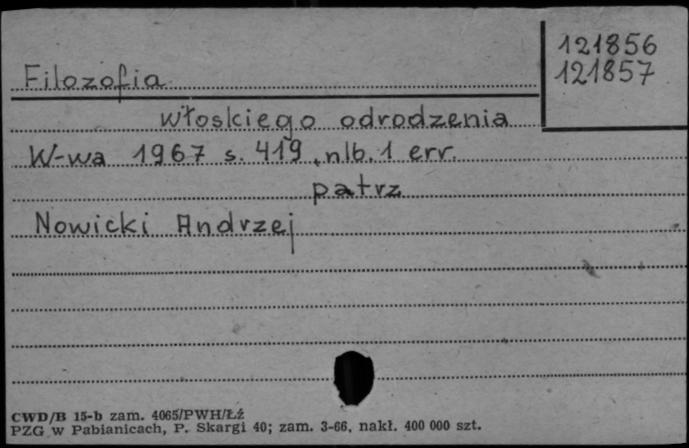 121856
121857
Filozofia
włoskiego odrodzenia
W-wa 1967 s. 419, nlb. 1 err.
patrz
Nowicki Andrzej
CWD/B 15-b zam. 4065/PWH/Łź
PZG w Pabianicach, P. Skargi 40; zam. 3-66, nakł. 400 000 szt.